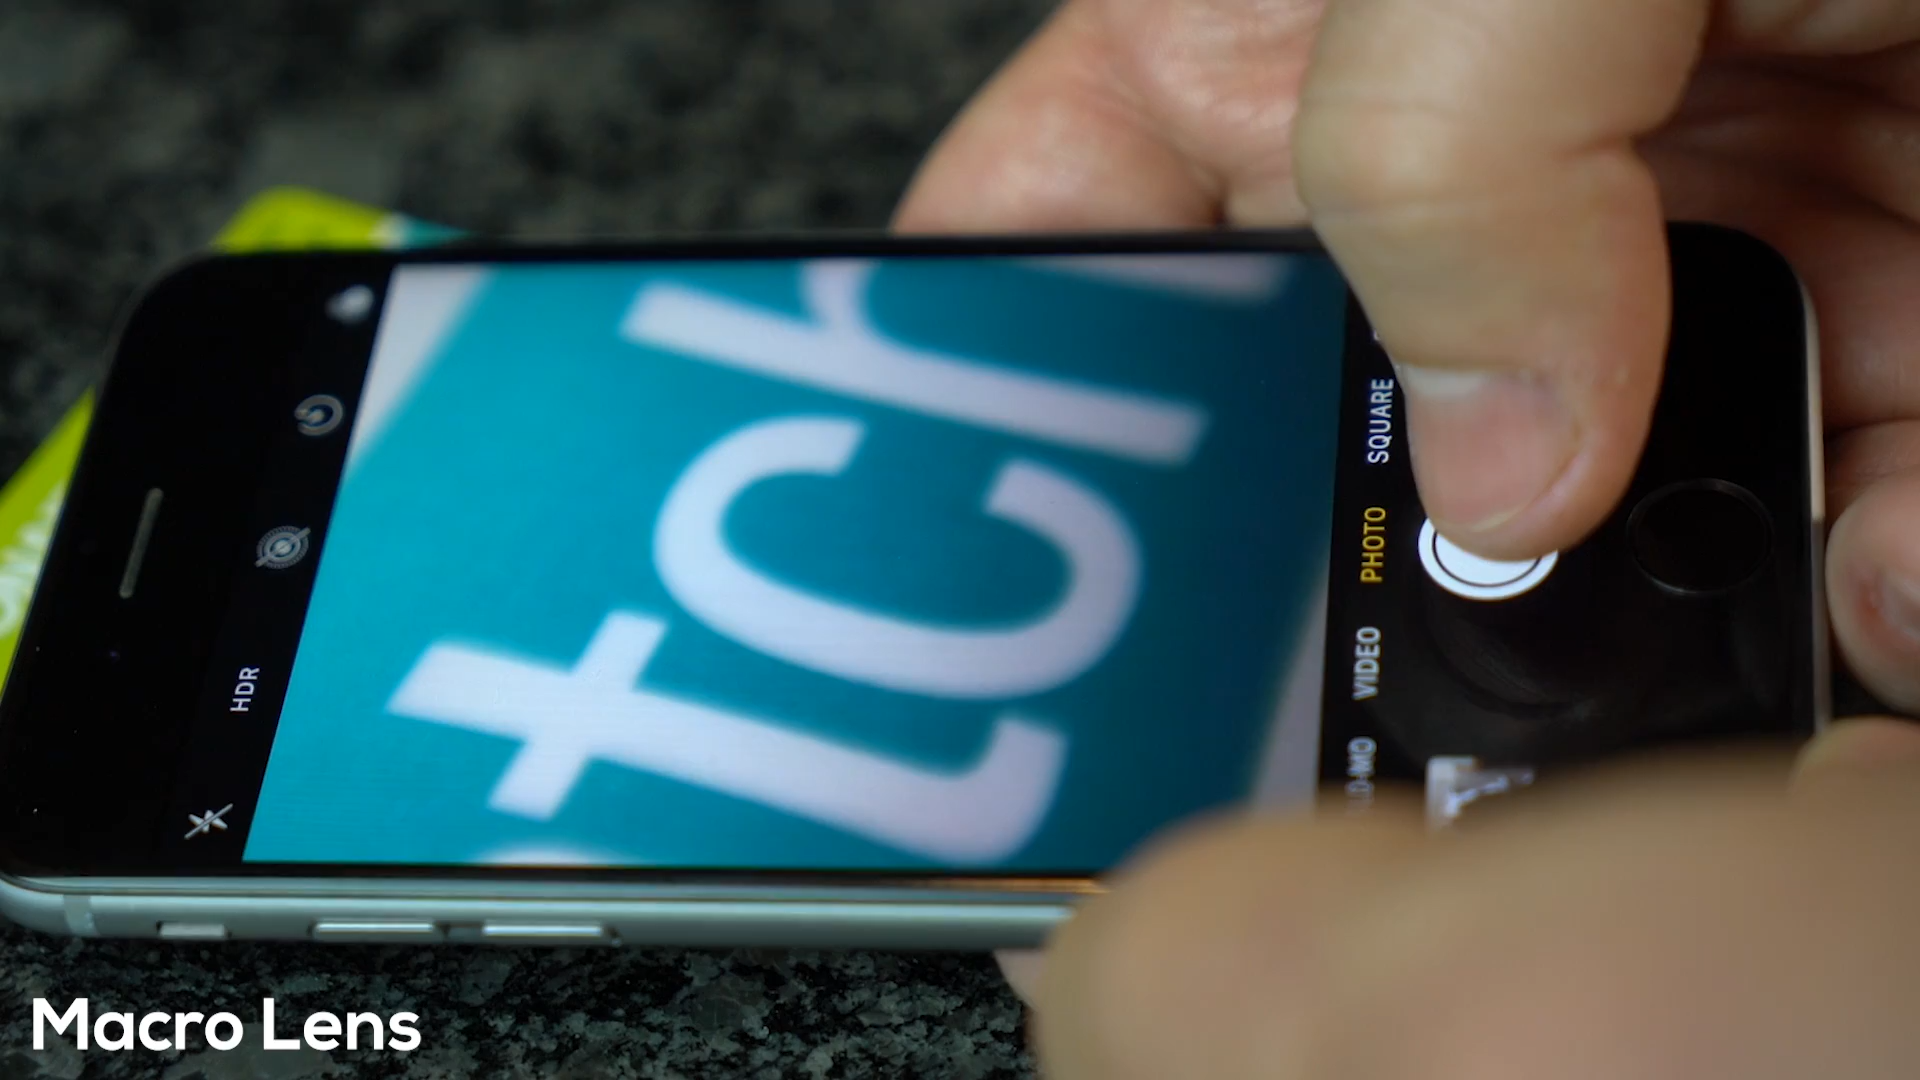 tch
HDR
SQUARE
PHOTO
VIDEO
Macro Lens